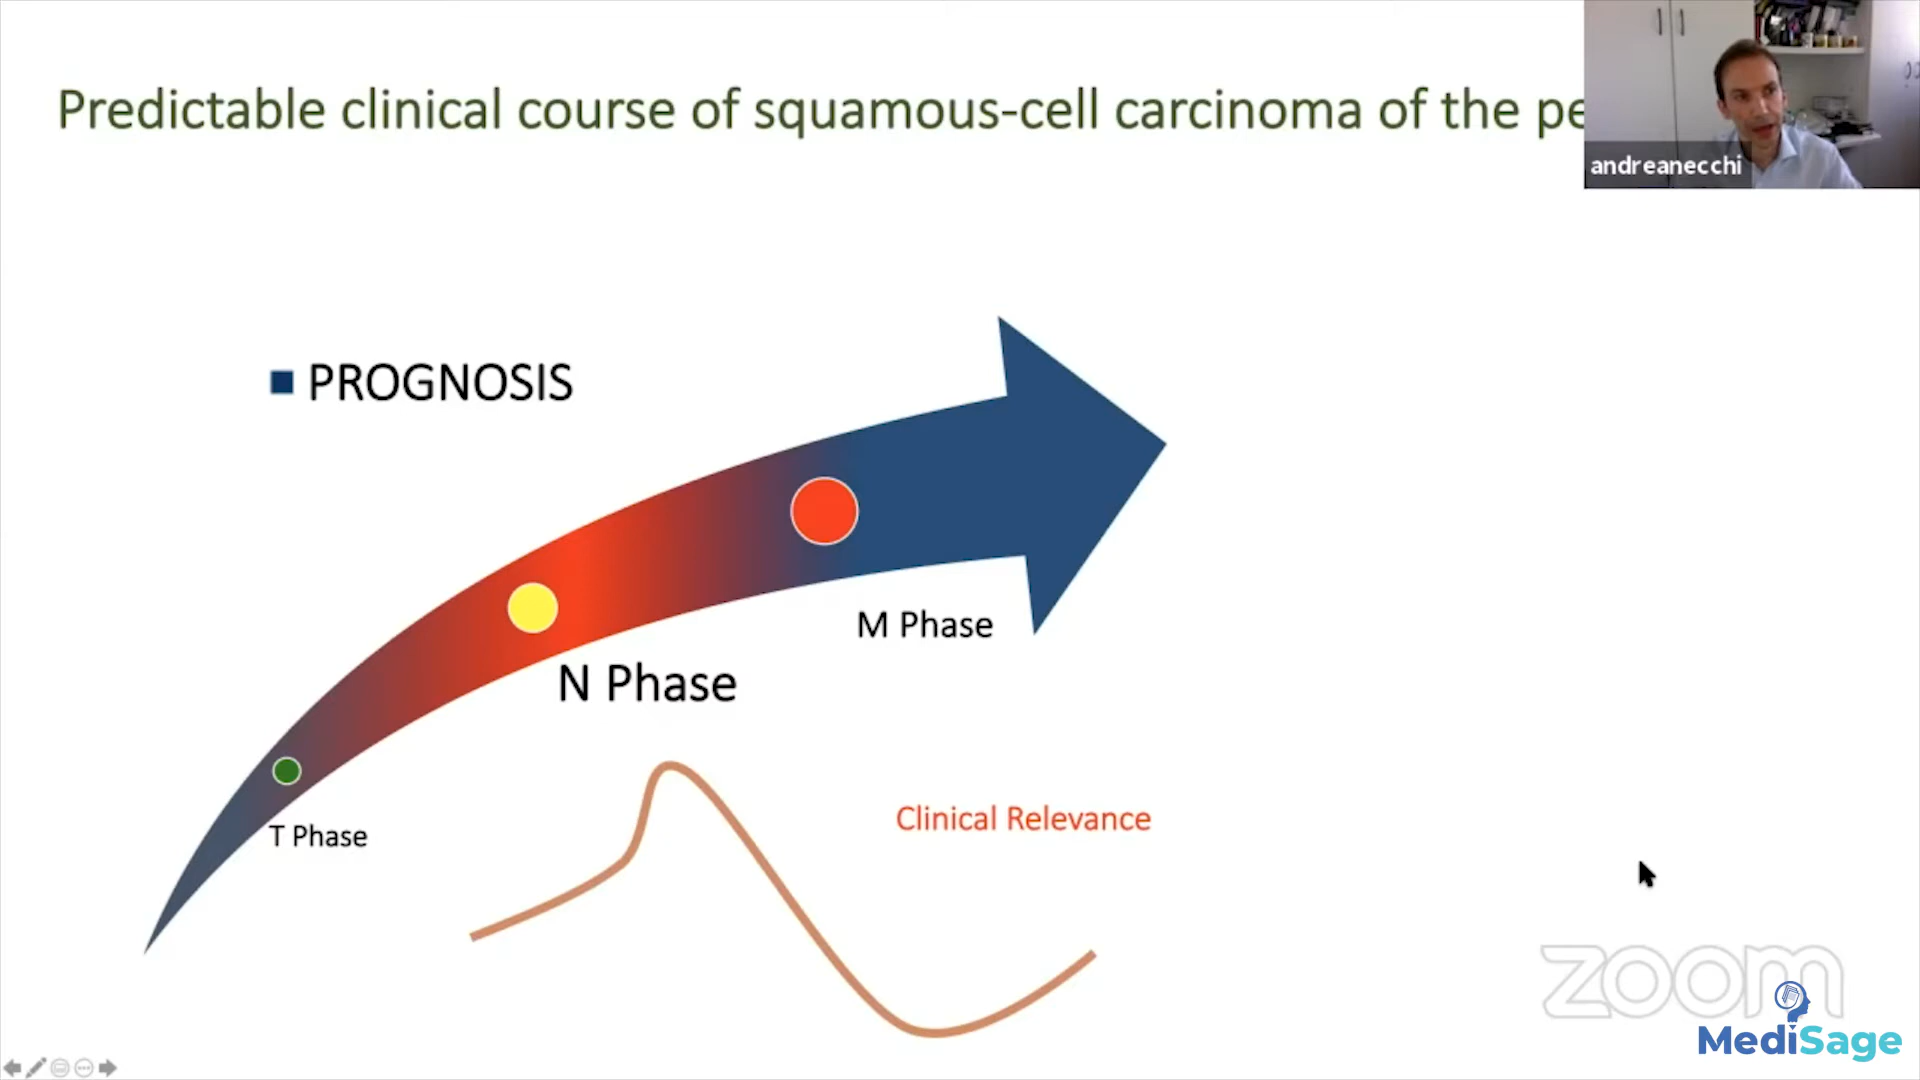 Predictable clinical course of squamous-cell carcinoma of the pe
andreanecchi
PROGNOSIS
M Phase
N Phase
T Phase
Clinical Relevance
zoom
MediSage